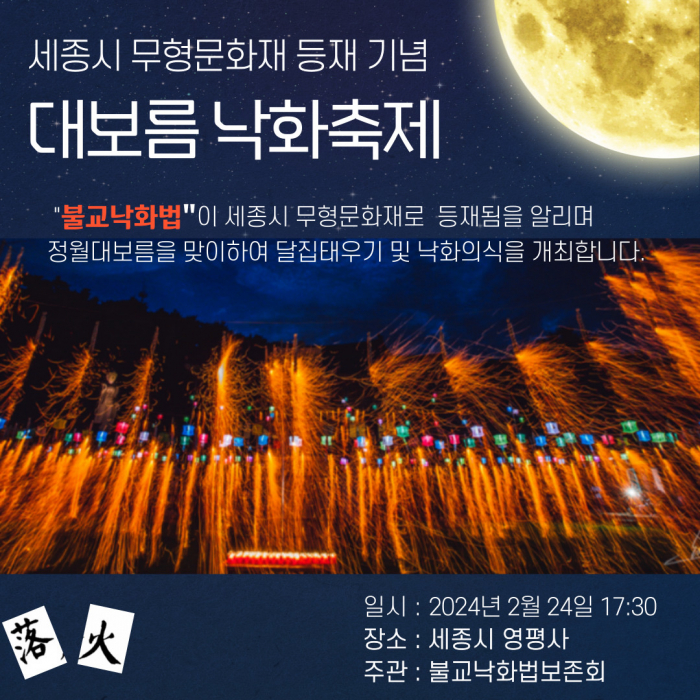 세종시 무형문화재 등재 기념
대보름 낙화축제
"불교낙화법"이 세종시 무형문화재로 등재됨을 알리며
정월대보름을 맞이하여 달집태우기 및 낙화의식을 개최합니다.
일시 : 2024년 2월 24일 17:30
장소 : 세종시 영평사
주관 : 불교낙화법보존회
落 火